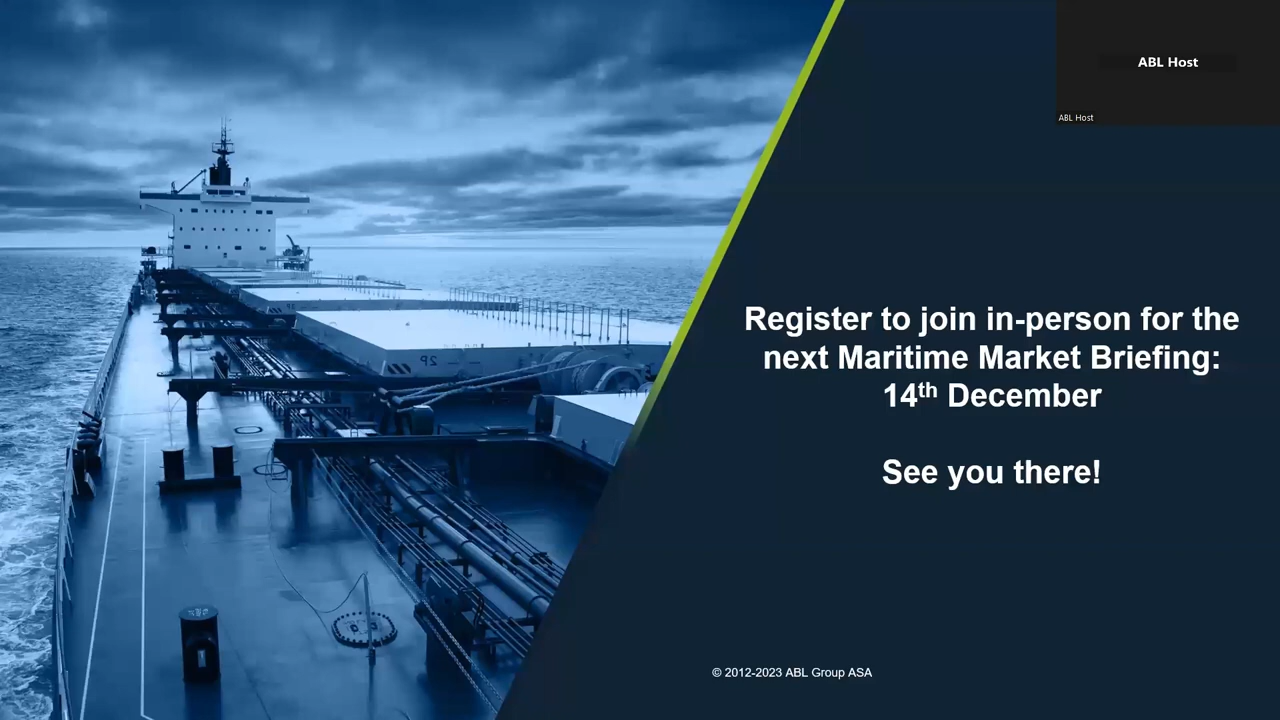 ABL Host
ABL Host
Register to join in-person for the
next Maritime Market Briefing:
14th December
See you there!
© 2012-2023 ABL Group ASA